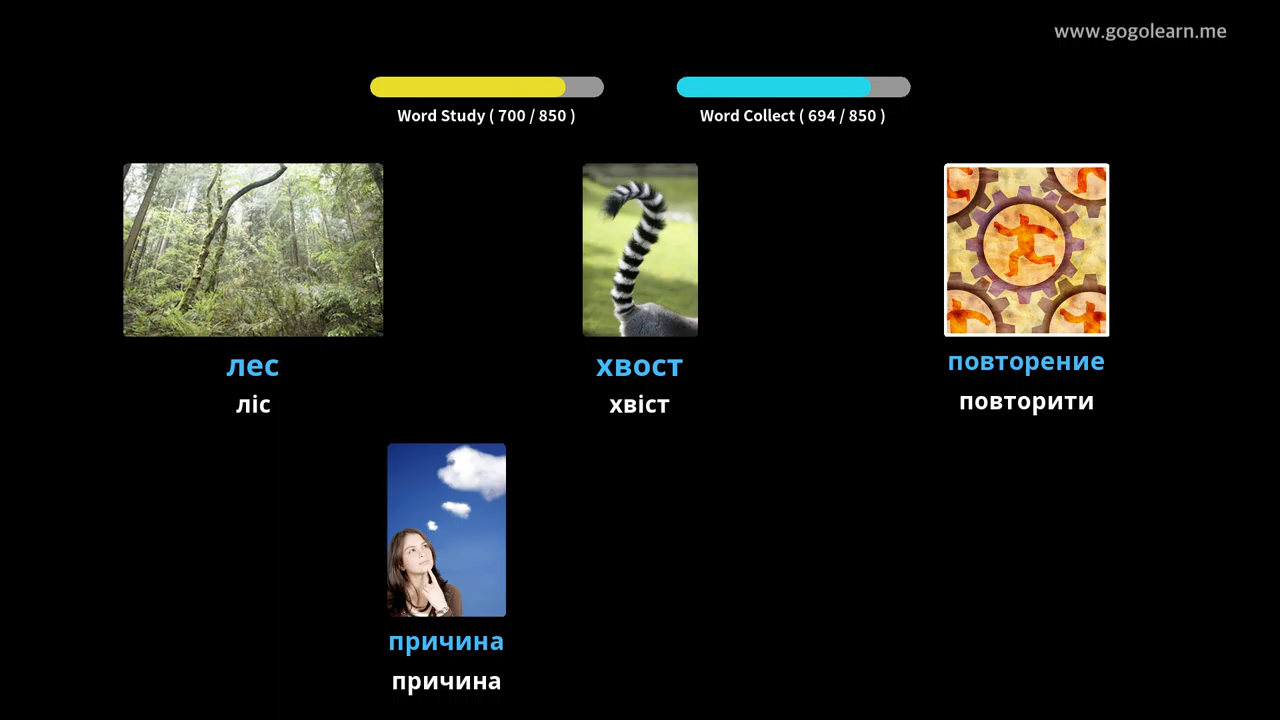 www.gogolearn.me
Word Study ( 700 / 850 )
Word Collect ( 694 / 850 )
лес
ліс
хвост
хвіст
повторение
повторити
причина
причина